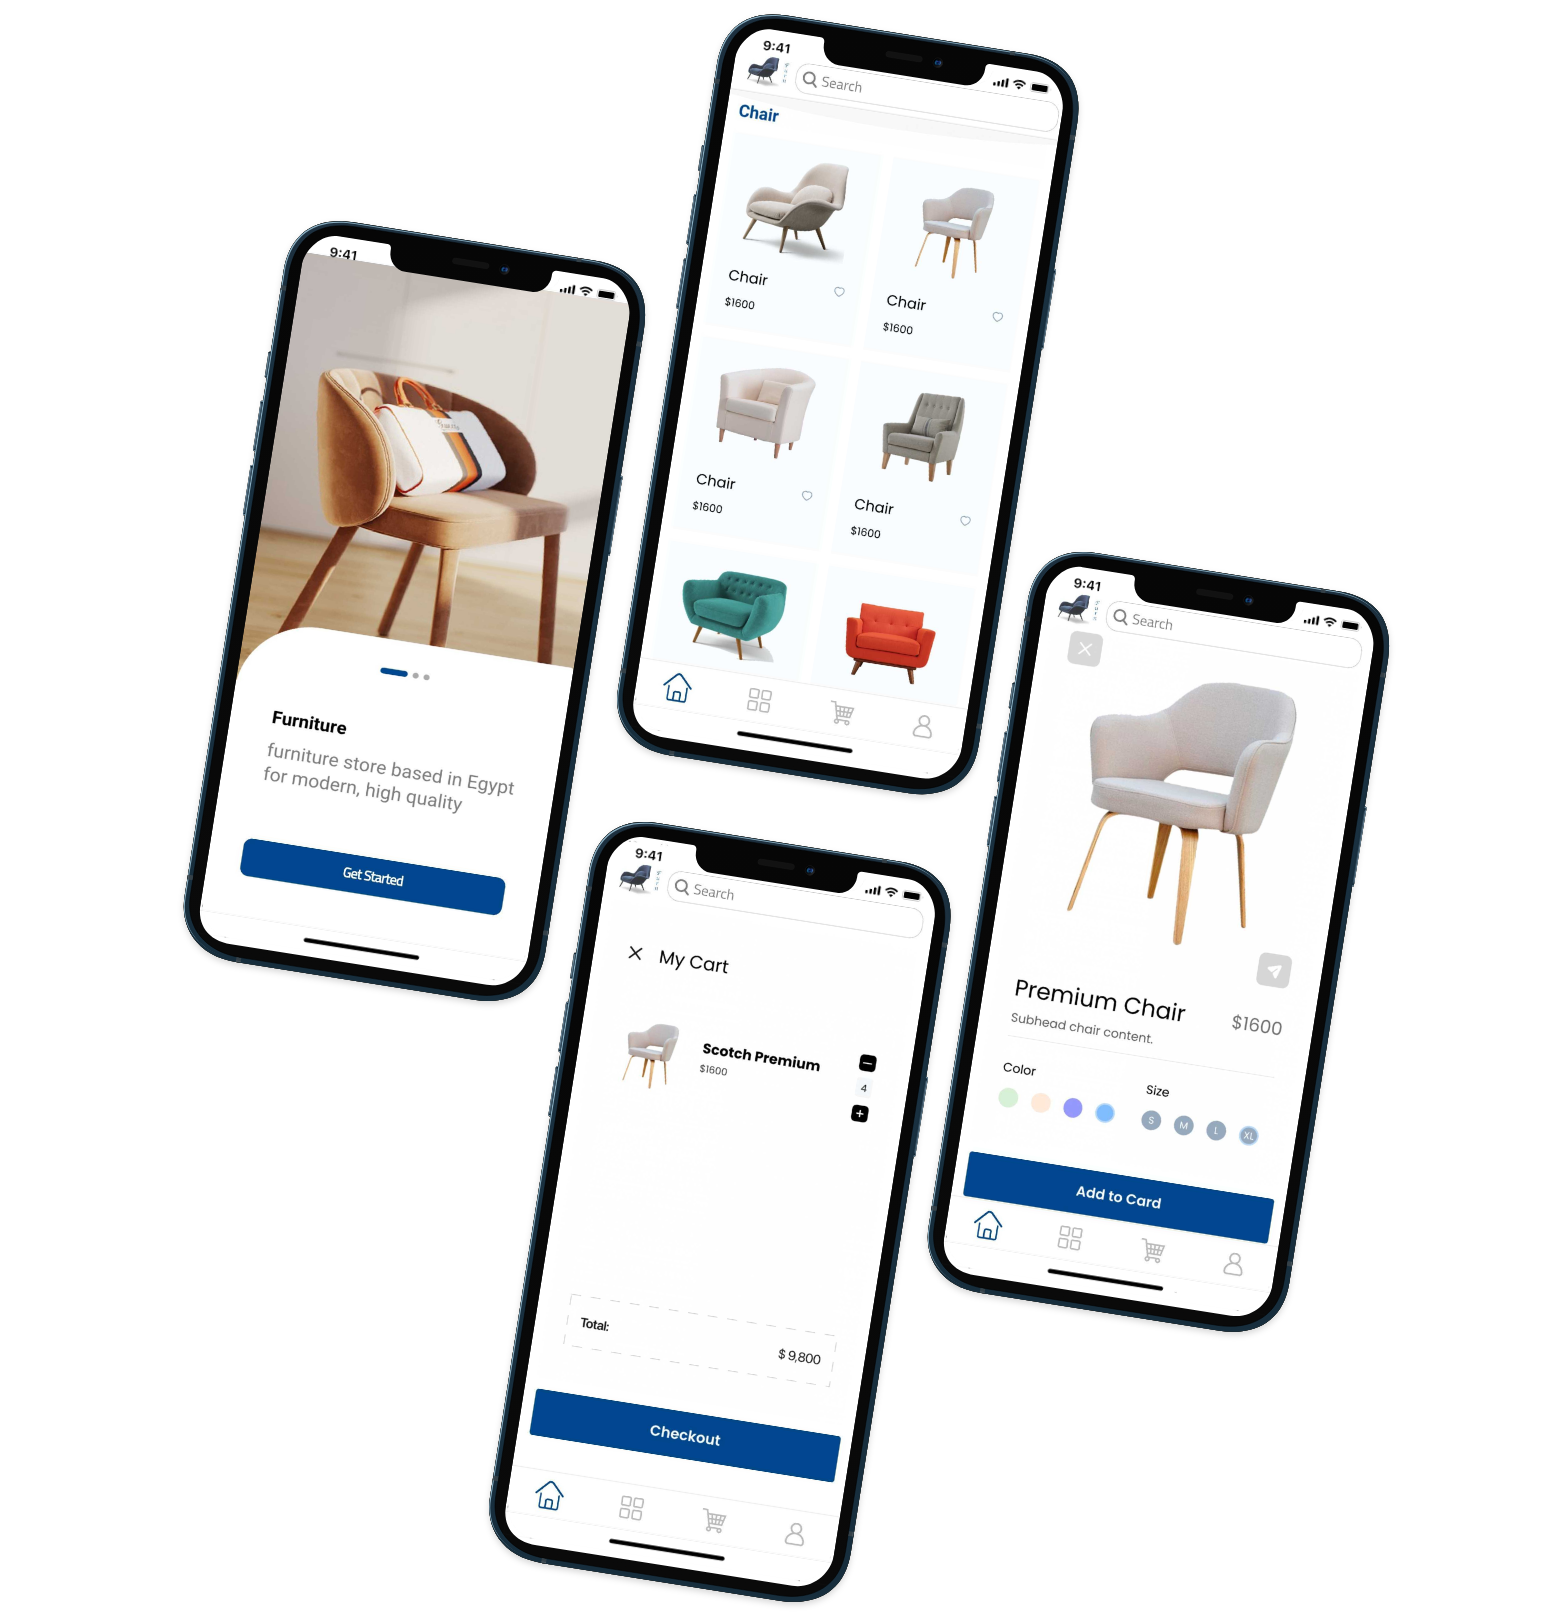 9:41
Furniture
furniture store based in Egypt
for modern, high quality
Get Started
9:41
Search
Chair
Chair
$1600
Chair
$1600
Chair
$1600
Chair
$1600
9:41
Search
My Cart
Scotch Premium
$1600
4
Total:
$ 9,800
Checkout
9:41
Search
Premium Chair
$1600
Subhead chair content.
Color
Size
S M L XL
Add to Card